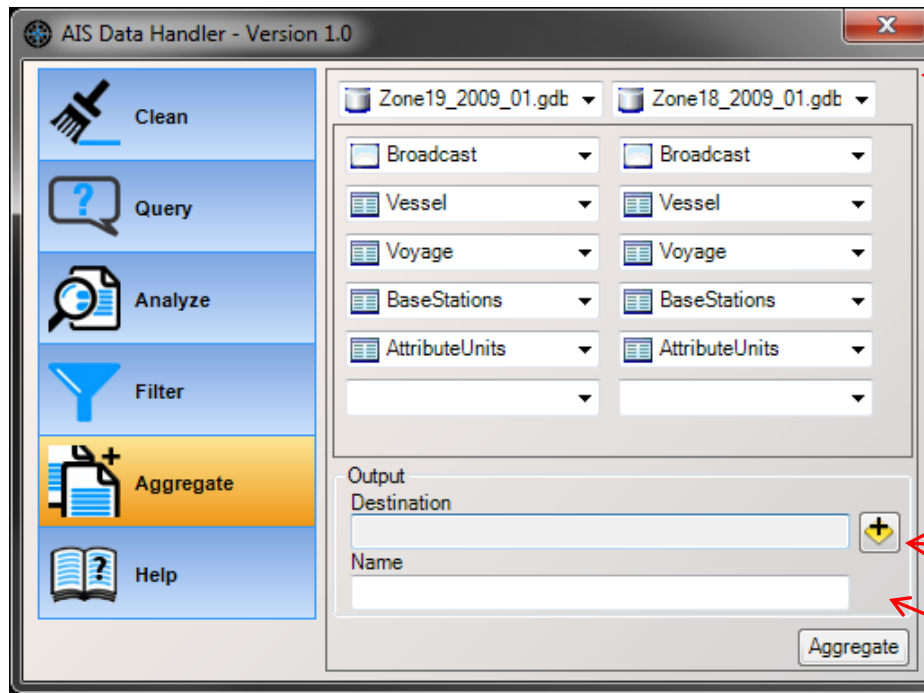 AIS Data Handler - Version 1.0
Clean
Query
Analyze
Filter
Aggregate
Help
Zone19_2009_01.gdb Zone18_2009_01.gdb
Broadcast Broadcast
Vessel Vessel
Voyage Voyage
BaseStations BaseStations
AttributeUnits AttributeUnits
Output
Destination
Name
Aggregate